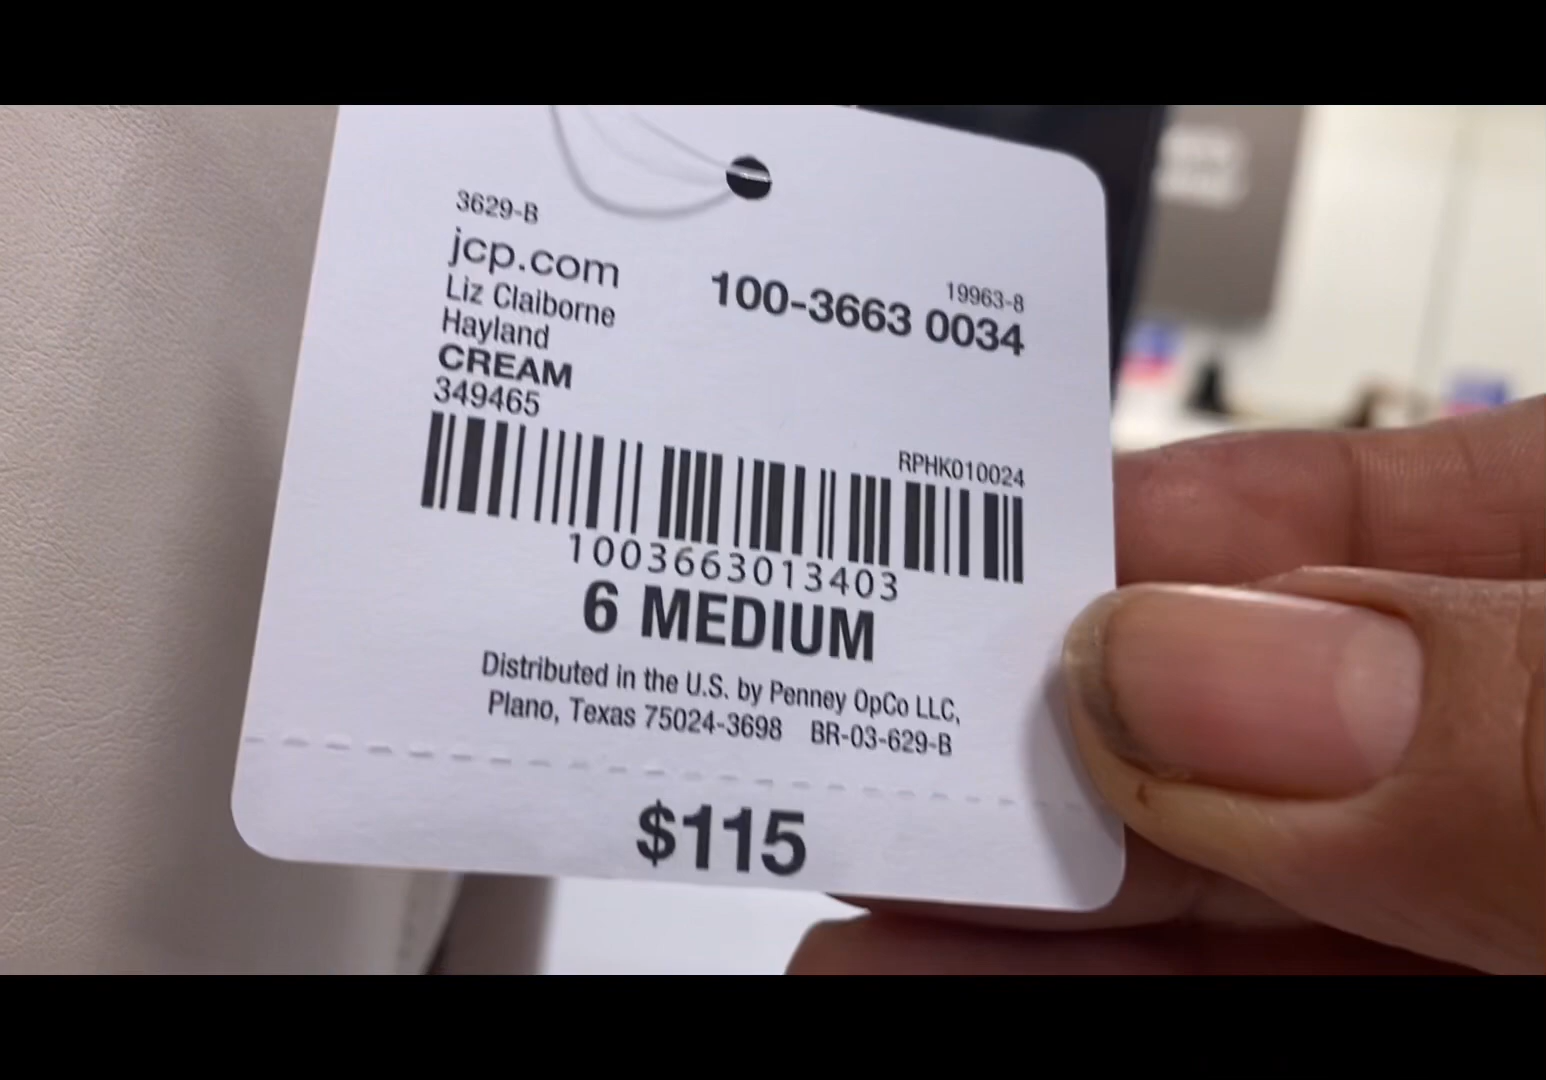 3629-B
jcp.com
Liz Claiborne
Hayland
CREAM
349465
19963-8
100-3663 0034
RPHK010024
1003663013403
6 MEDIUM
Distributed in the U.S. by Penney OpCo LLC,
Plano, Texas 75024-3698 BR-03-629-B
$115